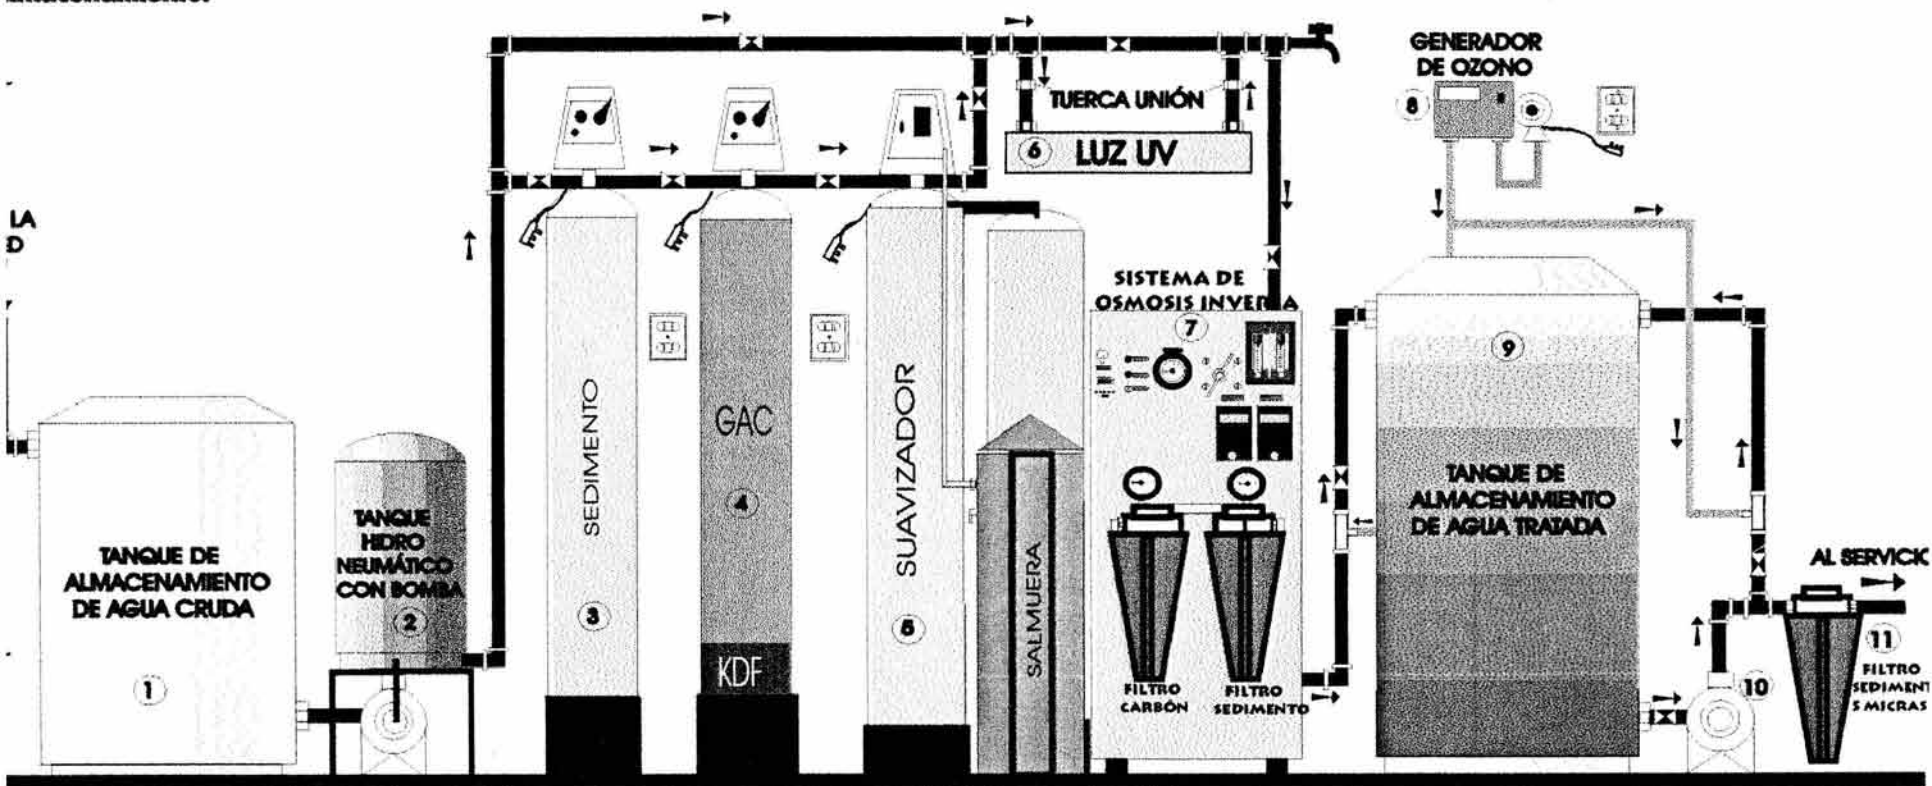 GENERADOR
DE OZONO
8
TUERCA UNIÓN
6
LUZ UV
LA
SISTEMA DE
OSMOSIS INVERSA
7
9
SEDIMENTO
3
GAC
4
KDF
SUAVIZADOR
5
SALMUERA
TANQUE DE
ALMACENAMIENTO
DE AGUA CRUDA
1
TANQUE
HIDRO
NEUMÁTICO
CON BOMBA
2
FILTRO
CARBÓN
FILTRO
SEDIMENTO
TANQUE DE
ALMACENAMIENTO
DE AGUA TRATADA
AL SERVICIO
10
11
FILTRO
SEDIMENT
5 MICRAS